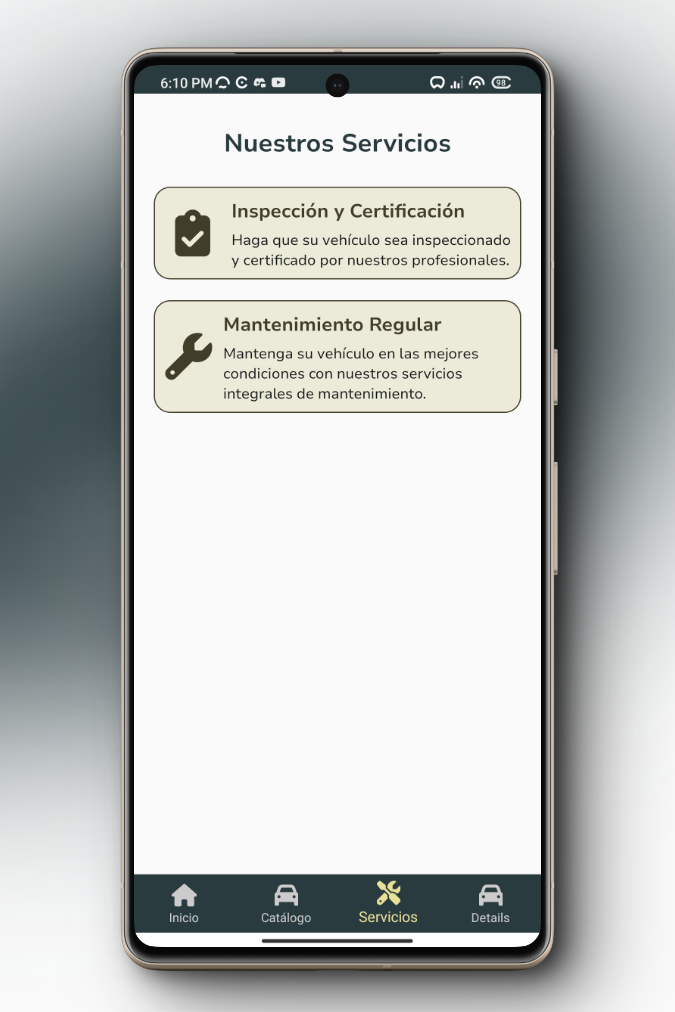 6:10 PM
98
Nuestros Servicios
Inspección y Certificación
Haga que su vehículo sea inspeccionado
y certificado por nuestros profesionales.
Mantenimiento Regular
Mantenga su vehículo en las mejores
condiciones con nuestros servicios
integrales de mantenimiento.
Inicio Catálogo Servicios Details